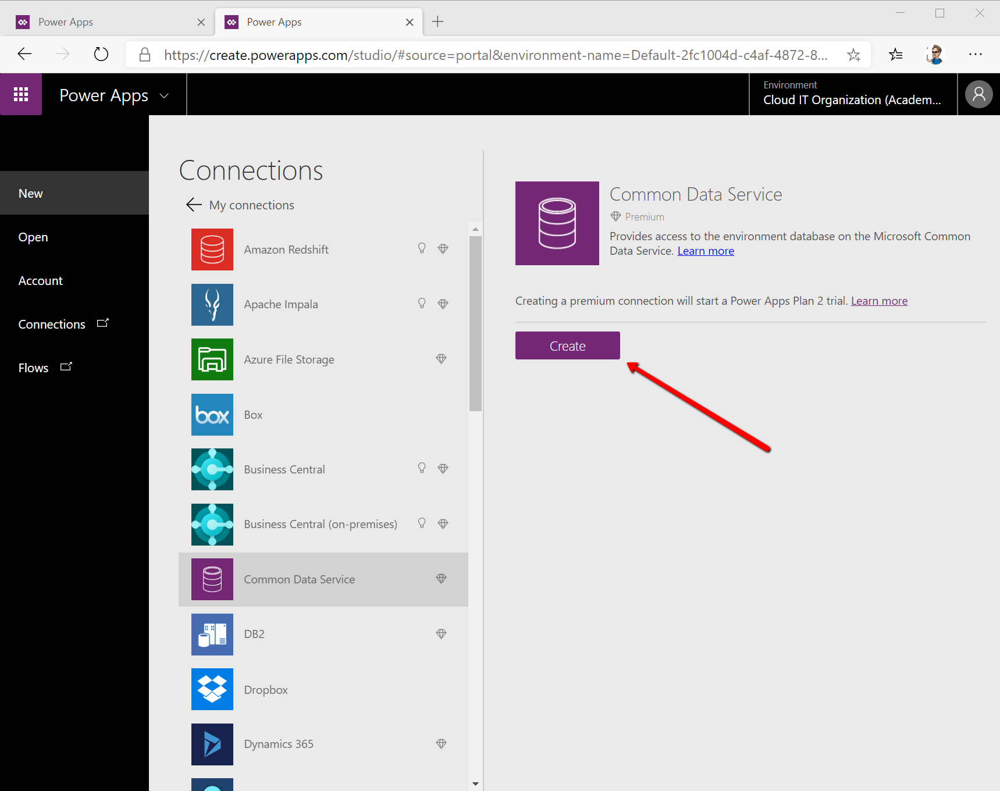 Power Apps
Power Apps
https://create.powerapps.com/studio/#source=portal&environment-name=Default-2fc1004d-c4af-4872-8...
Power Apps
Environment
Cloud IT Organization (Academ...
New
Open
Account
Connections
Flows
Connections
My connections
Amazon Redshift
Apache Impala
Azure File Storage
box
Box
Business Central
Business Central (on-premises)
Common Data Service
DB2
Dropbox
Dynamics 365
Common Data Service
Premium
Provides access to the environment database on the Microsoft Common
Data Service. Learn more
Creating a premium connection will start a Power Apps Plan 2 trial. Learn more
Create